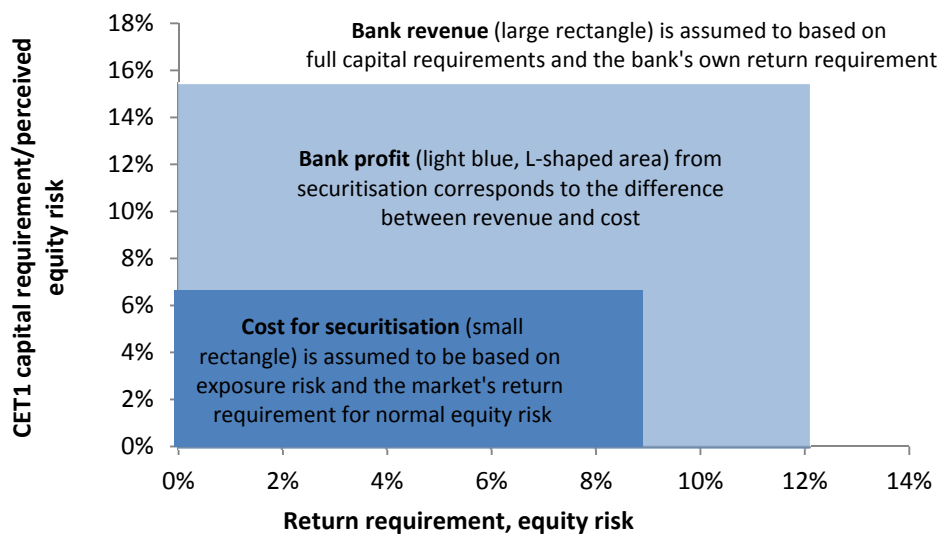 18%
16%
14%
12%
10%
8%
6%
4%
2%
0%
CET1 capital requirement/perceived
equity risk
Bank revenue (large rectangle) is assumed to based on
full capital requirements and the bank's own return requirement
Bank profit (light blue, L-shaped area) from
securitisation corresponds to the difference
between revenue and cost
Cost for securitisation (small
rectangle) is assumed to be based on
exposure risk and the market's return
requirement for normal equity risk
0% 2% 4% 6% 8% 10% 12% 14%
Return requirement, equity risk